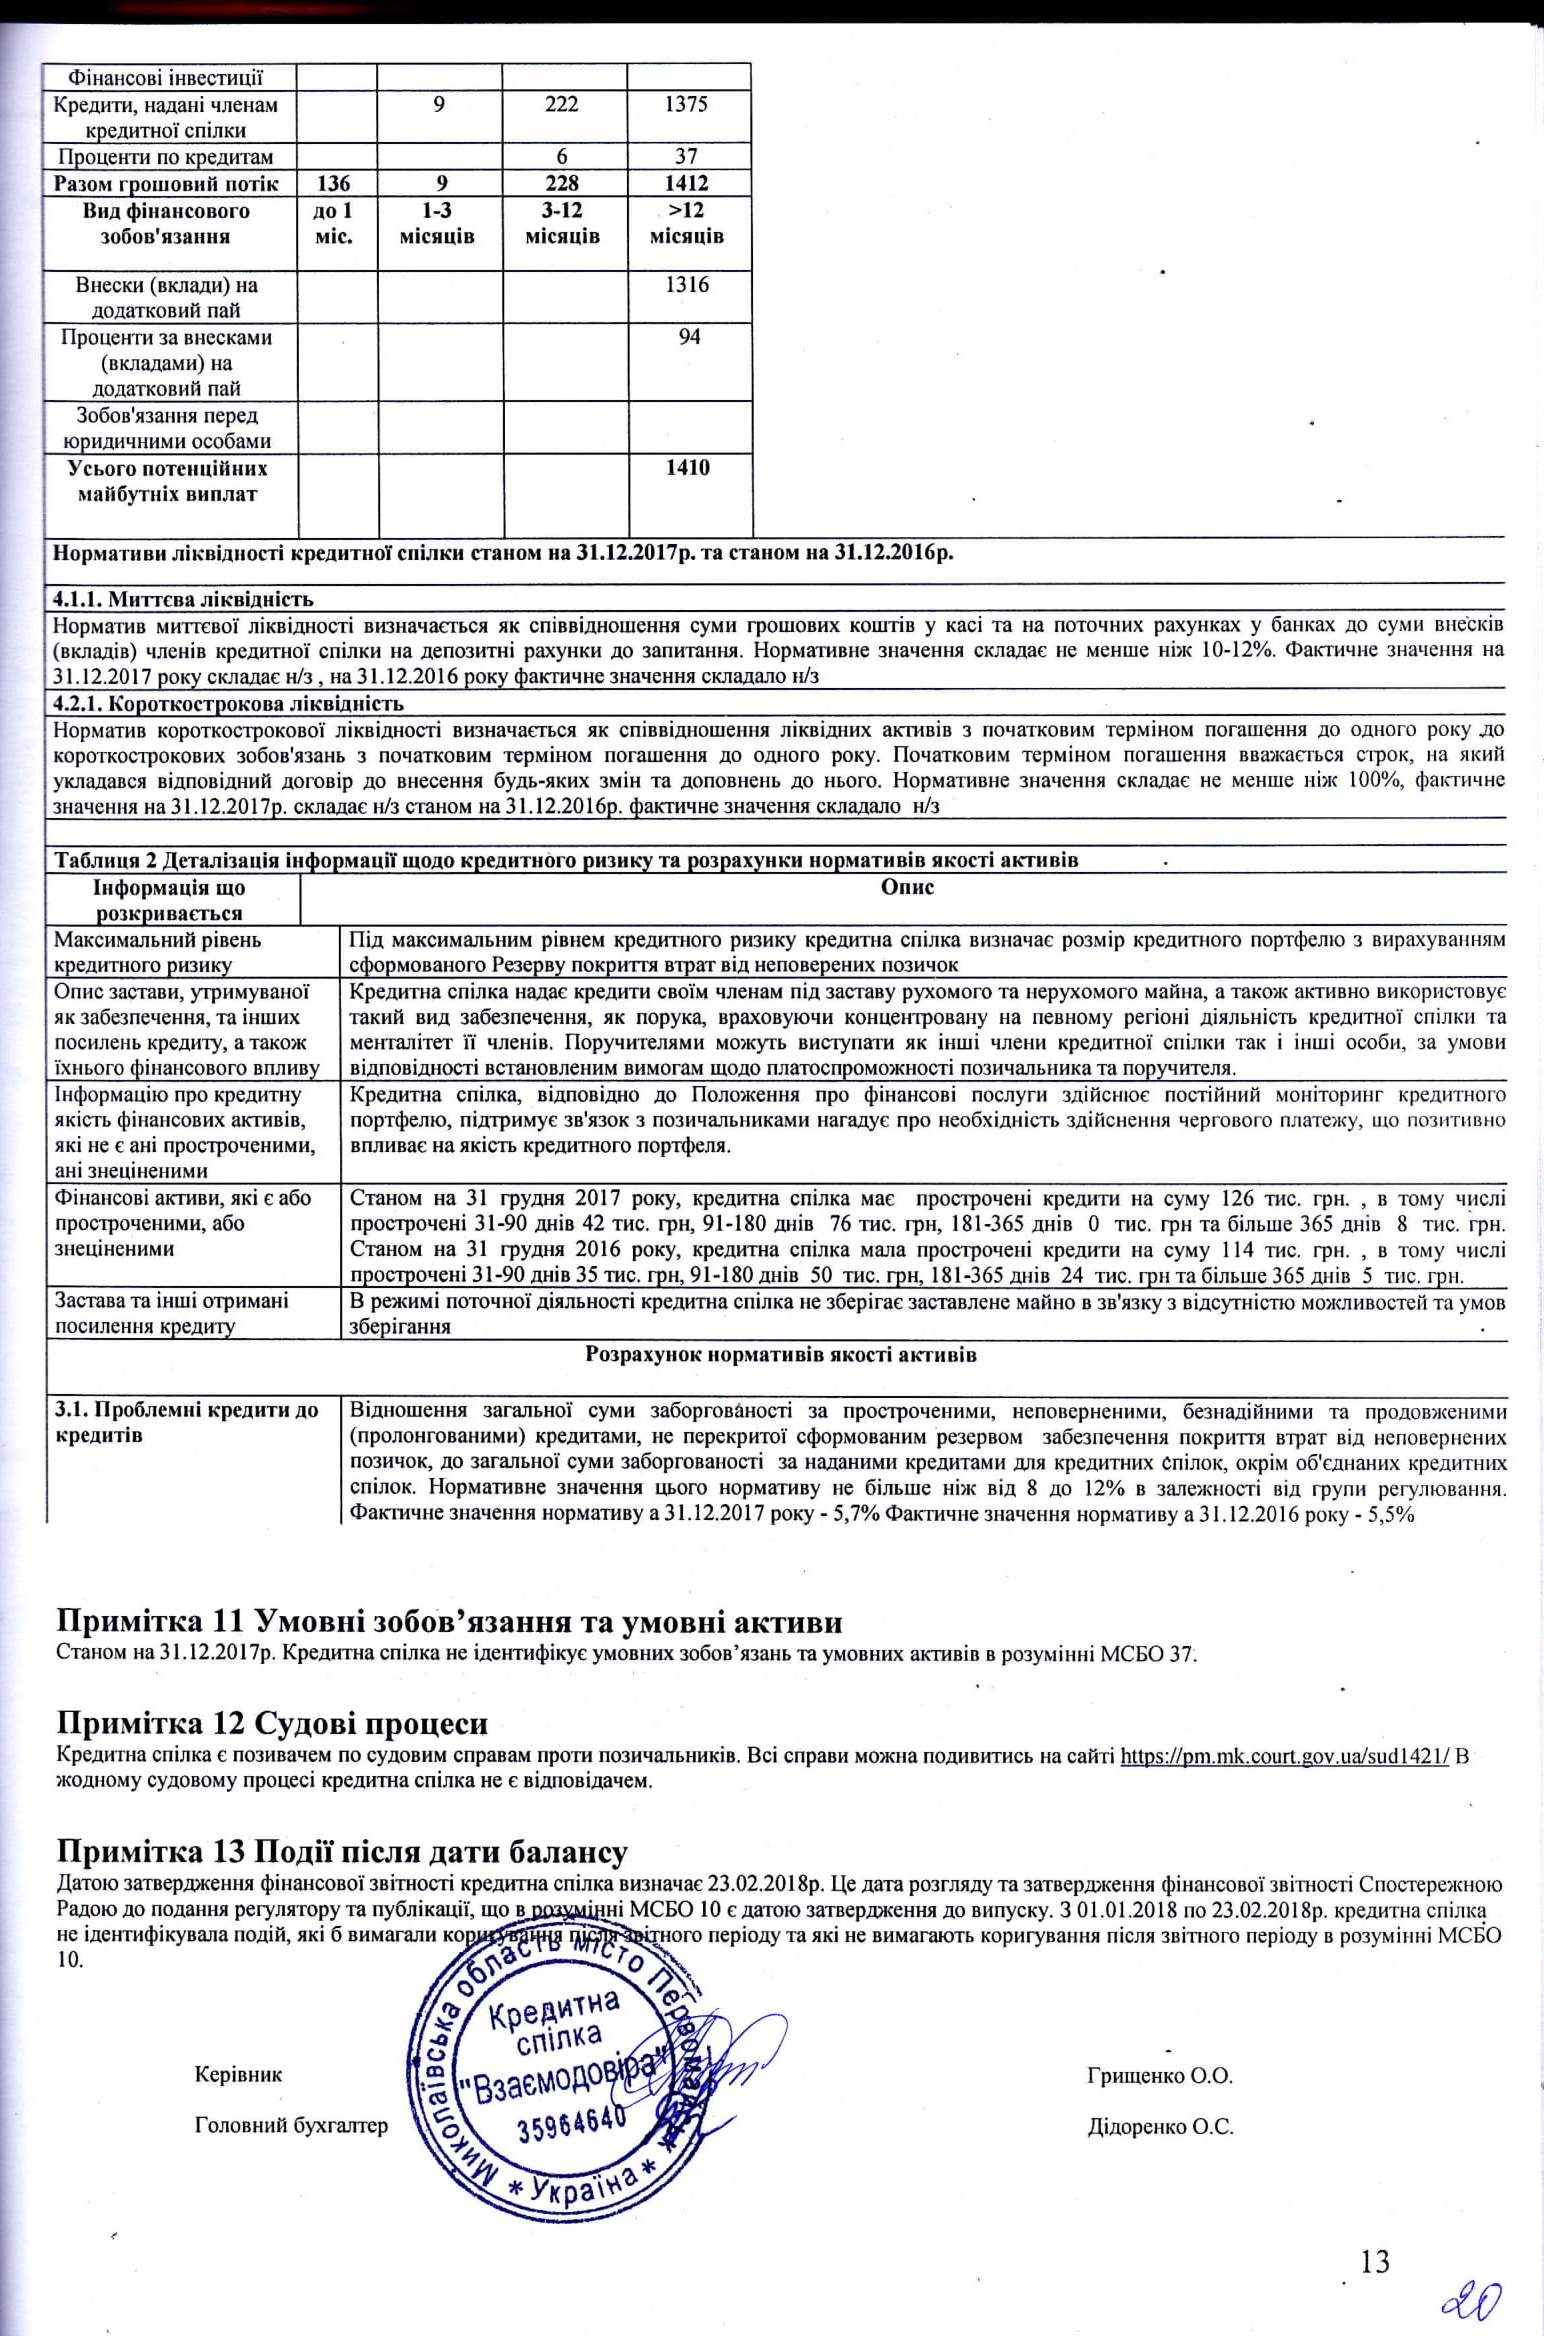 Фінансові інвестиції
Кредити, надані членам 9 222 1375
кредитної спілки
Проценти по кредитам 6 37
Разом грошовий потік 136 9 228 1412
Вид фінансового до 1 1-3 3-12 >12
зобов'язання міс. місяців місяців місяців
Внески (вклади) на 1316
додатковий пай
Проценти за внесками 94
(вкладами) на
додатковий пай
Зобов'язання перед
юридичними особами
Усього потенційних 1410
майбутніх виплат
Нормативи ліквідності кредитної спілки станом на 31.12.2017р. та станом на 31.12.2016р.
4.1.1. Миттєва ліквідність
Норматив миттєвої ліквідності визначається як співвідношення суми грошових коштів у касі та на поточних рахунках у банках до суми внесків
(вкладів) членів кредитної спілки на депозитні рахунки до запитання. Нормативне значення складає не менше ніж 10-12%. Фактичне значення на
31.12.2017 року складає н/з , на 31.12.2016 року фактичне значення складало н/з
4.2.1. Короткострокова ліквідність
Норматив короткострокової ліквідності визначається як співвідношення ліквідних активів з початковим терміном погашення до одного року до
короткострокових зобов'язань з початковим терміном погашення до одного року. Початковим терміном погашення вважається строк, на який
укладався відповідний договір до внесення будь-яких змін та доповнень до нього. Нормативне значення складає не менше ніж 100%, фактичне
значення на 31.12.2017р. складає н/з станом на 31.12.2016р. фактичне значення складало н/з
Таблиця 2 Деталізація інформації щодо кредитного ризику та розрахунки нормативів якості активів
Інформація що Опис
розкривається
Максимальний рівень Під максимальним рівнем кредитного ризику кредитна спілка визначає розмір кредитного портфелю з вирахуванням
кредитного ризику сформованого Резерву покриття втрат від неповерених позичок
Опис застави, утримуваної Кредитна спілка надає кредити своїм членам під заставу рухомого та нерухомого майна, а також активно використовує
як забезпечення, та інших такий вид забезпечення, як порука, враховуючи концентровану на певному регіоні діяльність кредитної спілки та
посилень кредиту, а також менталітет її членів. Поручителями можуть виступати як інші члени кредитної спілки так і інші особи, за умови
їхнього фінансового впливу відповідності встановленим вимогам щодо платоспроможності позичальника та поручителя.
Інформацію про кредитну Кредитна спілка, відповідно до Положення про фінансові послуги здійснює постійний моніторинг кредитного
якість фінансових активів, портфелю, підтримує зв'язок з позичальниками нагадує про необхідність здійснення чергового платежу, що позитивно
які не є ані простроченими, впливає на якість кредитного портфеля.
ані знеціненими
Фінансові активи, які є або Станом на 31 грудня 2017 року, кредитна спілка має прострочені кредити на суму 126 тис. грн. , в тому числі
простроченими, або прострочені 31-90 днів 42 тис. грн, 91-180 днів 76 тис. грн, 181-365 днів 0 тис. грн та більше 365 днів 8 тис. грн.
знеціненими Станом на 31 грудня 2016 року, кредитна спілка мала прострочені кредити на суму 114 тис. грн. , в тому числі
прострочені 31-90 днів 35 тис. грн, 91-180 днів 50 тис. грн, 181-365 днів 24 тис. грн та більше 365 днів 5 тис. грн.
Застава та інші отримані В режимі поточної діяльності кредитна спілка не зберігає заставлене майно в зв'язку з відсутністю можливостей та умов
посилення кредиту зберігання
Розрахунок нормативів якості активів
3.1. Проблемні кредити до Відношення загальної суми заборгованості за простроченими, неповерненими, безнадійними та продовженими
кредитів (пролонгованими) кредитами, не перекритої сформованим резервом забезпечення покриття втрат від неповернених
позичок, до загальної суми заборгованості за наданими кредитами для кредитних спілок, окрім об'єднаних кредитних
спілок. Нормативне значення цього нормативу не більше ніж від 8 до 12% в залежності від групи регулювання.
Фактичне значення нормативу а 31.12.2017 року - 5,7% Фактичне значення нормативу а 31.12.2016 року - 5,5%
Примітка 11 Умовні зобов’язання та умовні активи
Станом на 31.12.2017р. Кредитна спілка не ідентифікує умовних зобов’язань та умовних активів в розумінні МСБО 37.
Примітка 12 Судові процеси
Кредитна спілка є позивачем по судовим справам проти позичальників. Всі справи можна подивитись на сайті https://pm.mk.court.gov.ua/sud1421/ В
жодному судовому процесі кредитна спілка не є відповідачем.
Примітка 13 Події після дати балансу
Датою затвердження фінансової звітності кредитна спілка визначає 23.02.2018р. Це дата розгляду та затвердження фінансової звітності Спостережною
Радою до подання регулятору та публікації, що в розумінні МСБО 10 є датою затвердження до випуску. З 01.01.2018 по 23.02.2018р. кредитна спілка
не ідентифікувала подій, які б вимагали коригування після звітного періоду та які не вимагають коригування після звітного періоду в розумінні МСБО
10.
Миколаївська область місто Первомайськ
Кредитна
спілка
"Взаємодовіра"
35964640
* Україна *
Керівник Грищенко О.О.
Головний бухгалтер Дідоренко О.С.
13
20